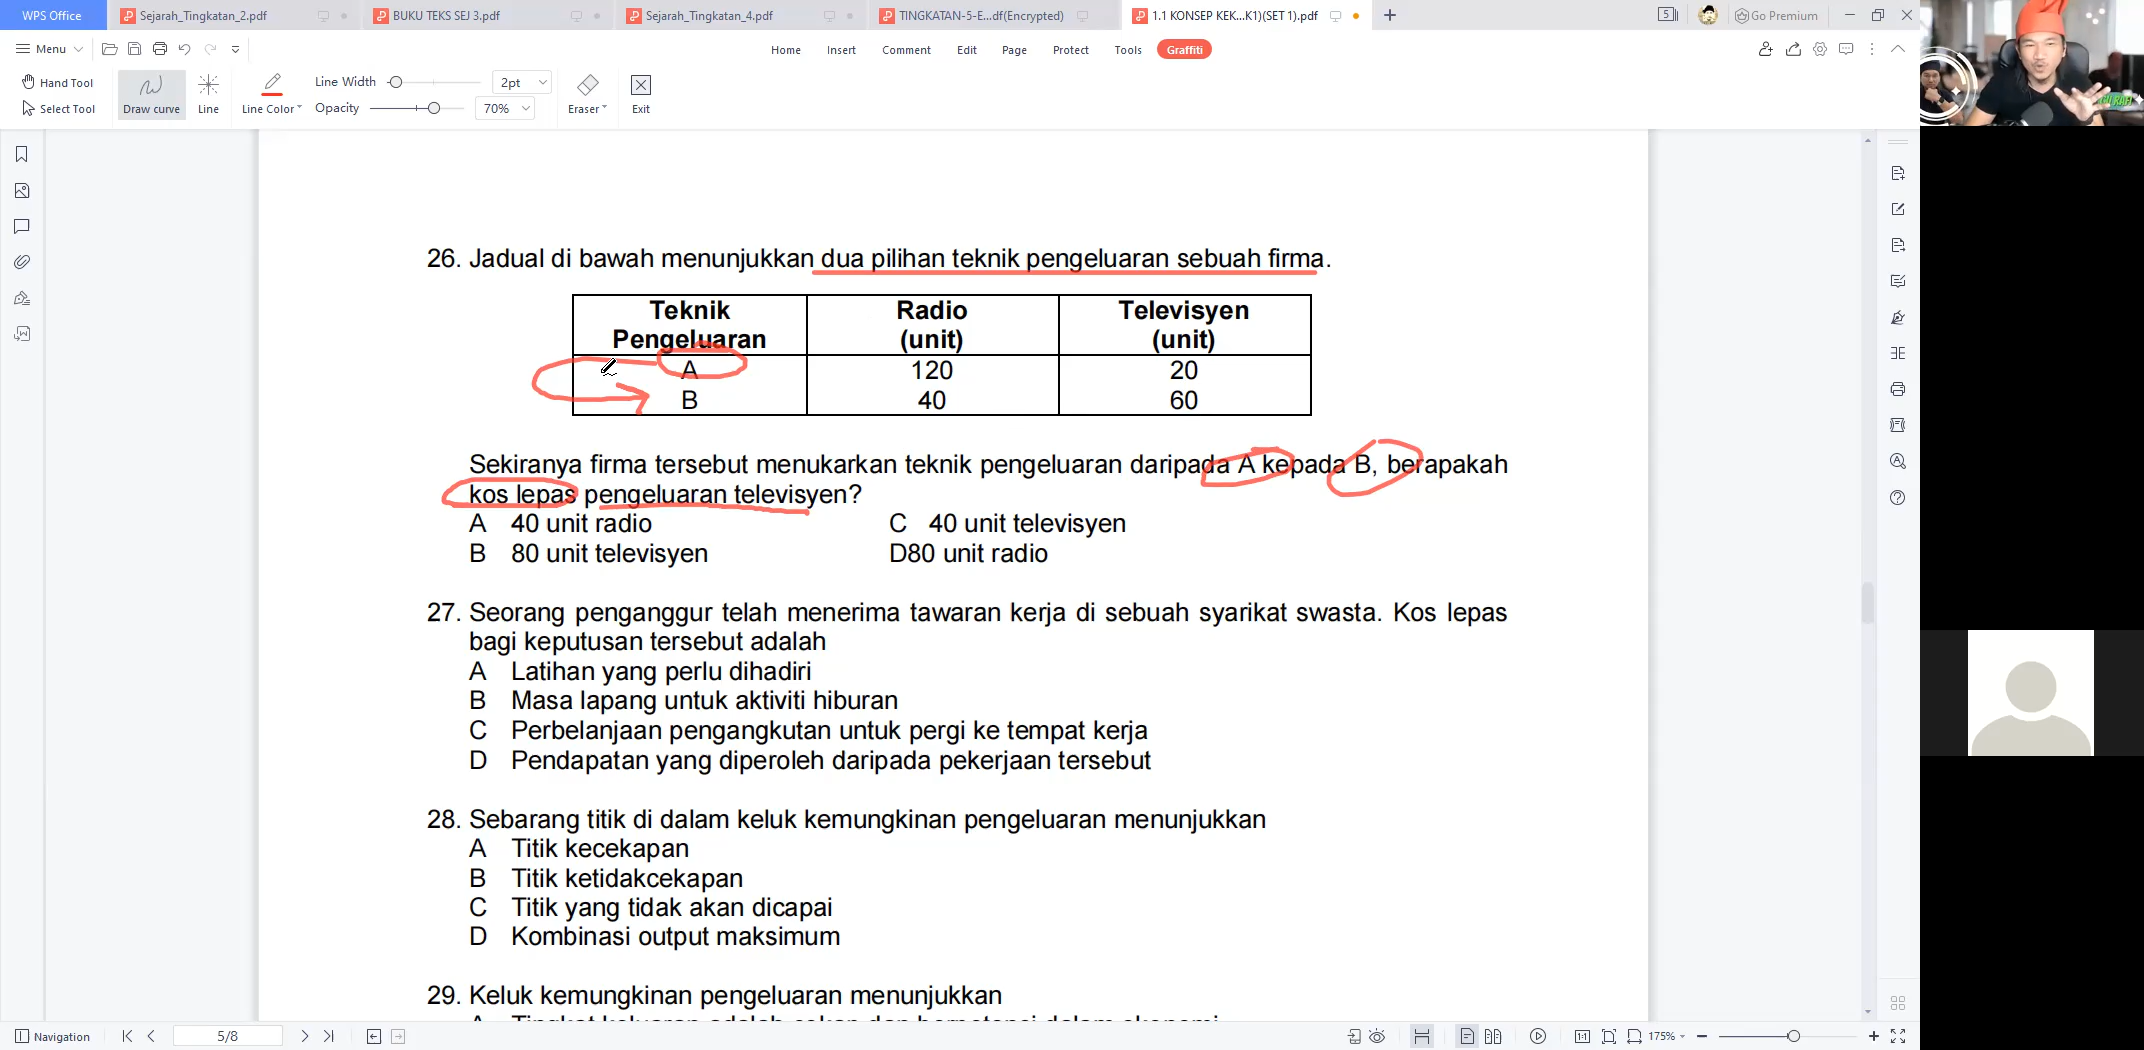 WPS Office
Sejarah_Tingkatan_2.pdf
BUKU TEKS SEJ 3.pdf
Sejarah_Tingkatan_4.pdf
TINGKATAN-5-E...df(Encrypted)
1.1 KONSEP KEK...K1)(SET 1).pdf
5
Go Premium
Menu
Home Insert Comment Edit Page Protect Tools Graffiti
Hand Tool
Select Tool
Draw curve
Line
Line Color
Line Width
2pt
Opacity
70%
Eraser
Exit
26. Jadual di bawah menunjukkan dua pilihan teknik pengeluaran sebuah firma.
Teknik Pengeluaran Radio (unit) Televisyen (unit)
A 120 20
B 40 60
Sekiranya firma tersebut menukarkan teknik pengeluaran daripada A kepada B, berapakah
kos lepas pengeluaran televisyen?
A 40 unit radio C 40 unit televisyen
B 80 unit televisyen D80 unit radio
27. Seorang penganggur telah menerima tawaran kerja di sebuah syarikat swasta. Kos lepas
bagi keputusan tersebut adalah
A Latihan yang perlu dihadiri
B Masa lapang untuk aktiviti hiburan
C Perbelanjaan pengangkutan untuk pergi ke tempat kerja
D Pendapatan yang diperoleh daripada pekerjaan tersebut
28. Sebarang titik di dalam keluk kemungkinan pengeluaran menunjukkan
A Titik kecekapan
B Titik ketidakcekapan
C Titik yang tidak akan dicapai
D Kombinasi output maksimum
29. Keluk kemungkinan pengeluaran menunjukkan
Navigation
5/8
1:1
175%